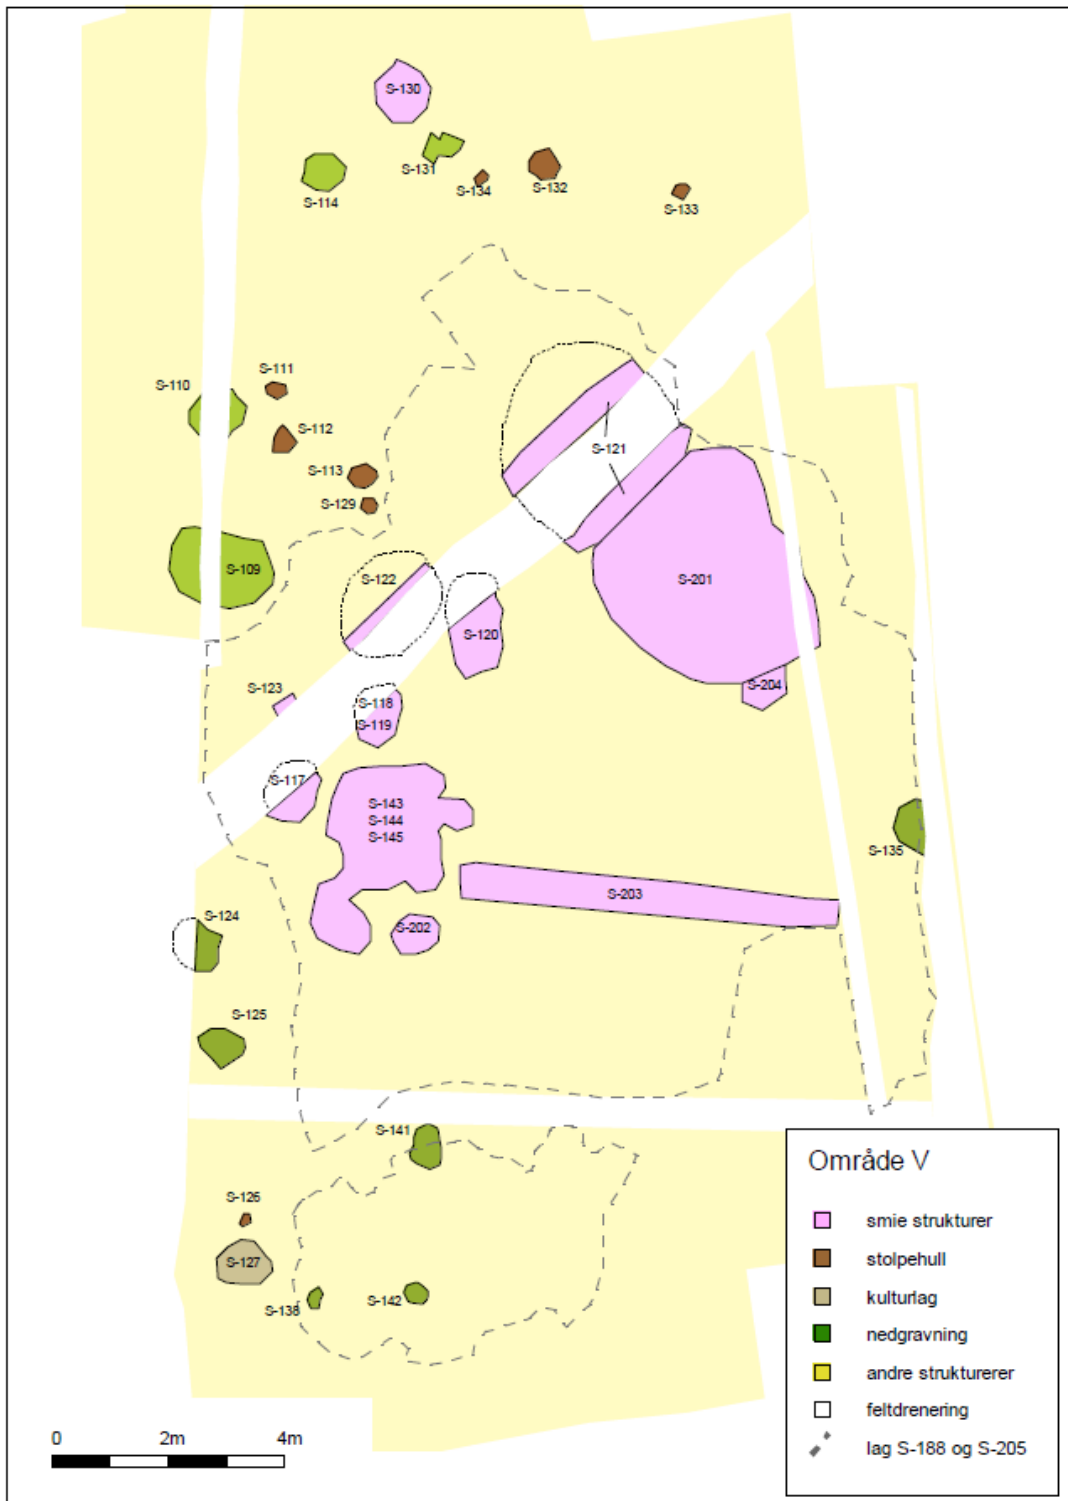 S-130
S-131
S-134
S-132
S-114
S-133
S-111
S-110
S-112
S-121
S-113
S-129
S-109
S-122
S-201
S-120
S-123
S-118
S-119
S-204
S-117
S-143
S-144
S-145
S-135
S-203
S-124
S-202
S-125
S-141
S-126
S-127
S-138
S-142
Område V
smie strukturer
stolpehull
kulturlag
nedgravning
andre strukturerer
feltdrenering
lag S-188 og S-205
0 2m 4m